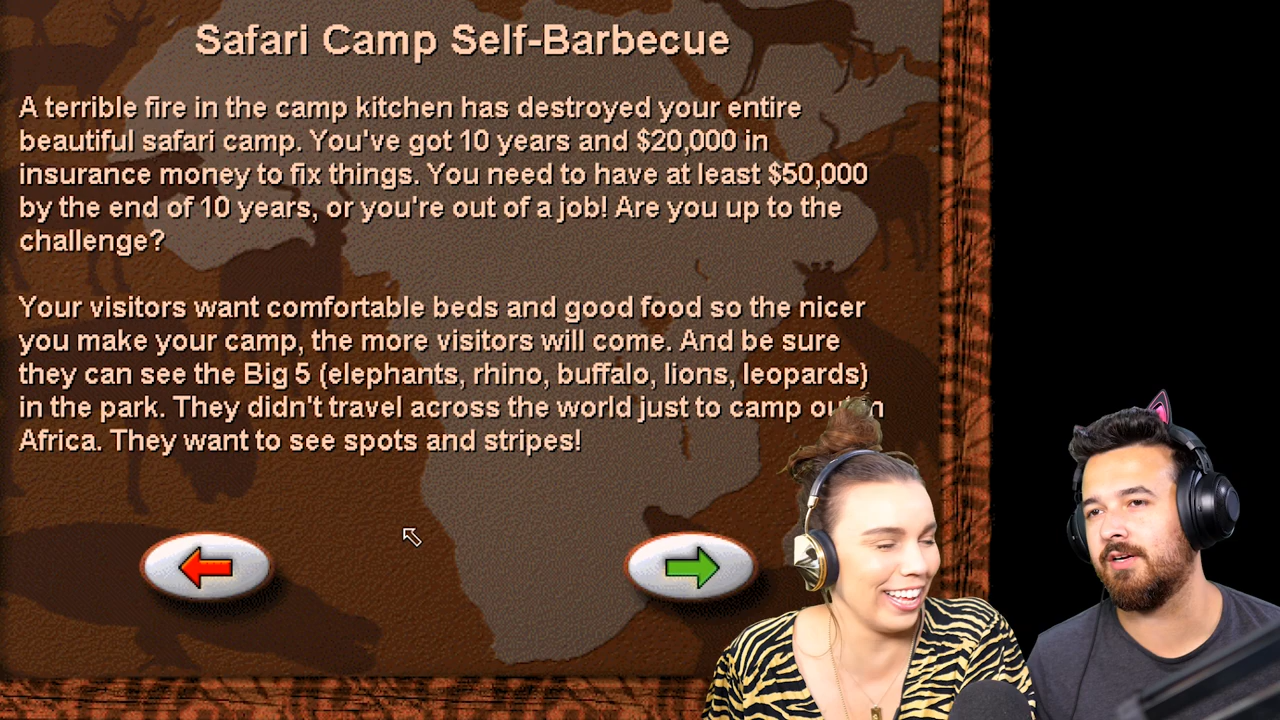 Safari Camp Self-Barbecue
A terrible fire in the camp kitchen has destroyed your entire
beautiful safari camp. You've got 10 years and $20,000 in
insurance money to fix things. You need to have at least $50,000
by the end of 10 years, or you're out of a job! Are you up to the
challenge?
Your visitors want comfortable beds and good food so the nicer
you make your camp, the more visitors will come. And be sure
they can see the Big 5 (elephants, rhino, buffalo, lions, leopards)
in the park. They didn't travel across the world just to camp
Africa. They want to see spots and stripes!